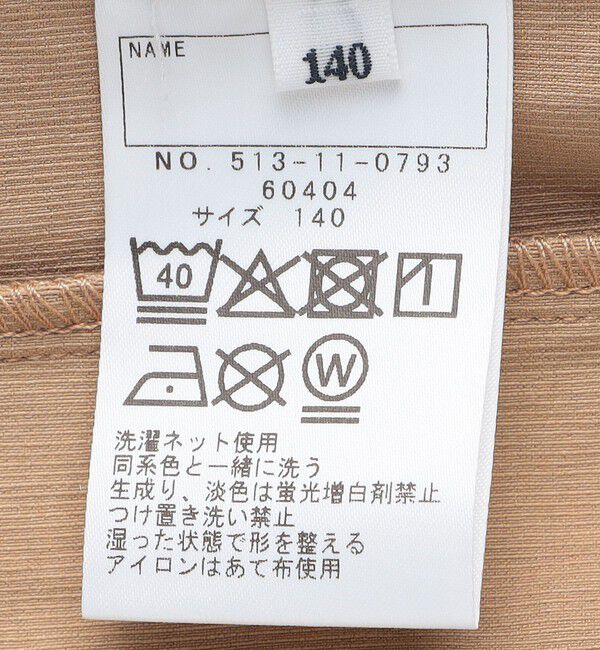 NAME
140
NO. 513-11-0793
60404
サイズ 140
40
1
W
洗濯ネット使用
同系色と一緒に洗う
生成り、淡色は蛍光増白剤禁止
つけ置き洗い禁止
湿った状態で形を整える
アイロンはあて布使用